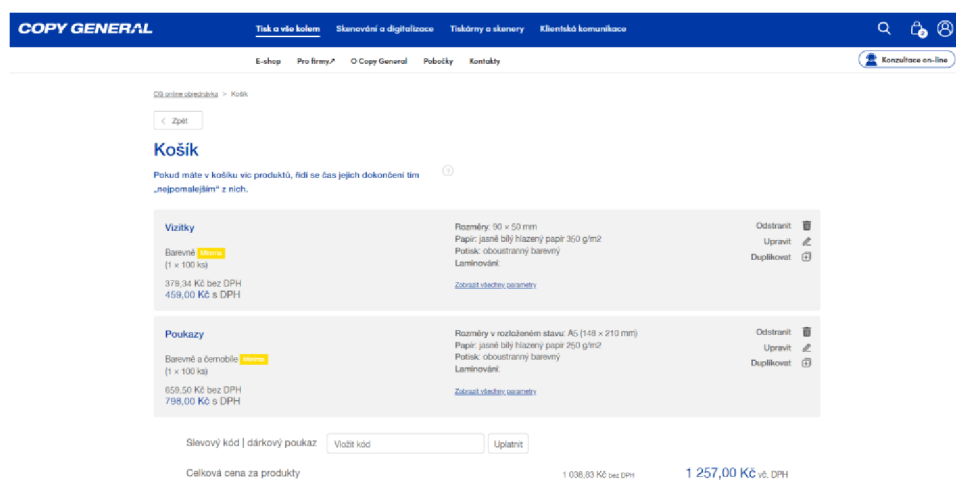 COPY GENERAL
Tisk a vše kolem Skenování a digitalizace Tiskárny a skenery Klientská komunikace
E-shop Pro firmy↗ O Copy General Pobočky Kontakty
Konzultace on-line
CG online objednávka > Košík
< Zpět
Košík
Pokud máte v košíku víc produktů, řídí se čas jejich dokončení tím
„nejpomalejším“ z nich.
Vizitky
Barevné
(1 × 100 ks)
379,34 Kč bez DPH
459,00 Kč s DPH
Rozměry: 90 × 50 mm
Papír: jasně bílý hlazený papír 350 g/m2
Potisk: oboustranný barevný
Laminování:
Zobrazit všechny parametry
Odstranit
Upravit
Duplikovat
Poukazy
Barevné a černobílé
(1 × 100 ks)
659,50 Kč bez DPH
798,00 Kč s DPH
Rozměry v rozloženém stavu: A5 (148 × 210 mm)
Papír: jasně bílý hlazený papír 250 g/m2
Potisk: oboustranný barevný
Laminování:
Zobrazit všechny parametry
Odstranit
Upravit
Duplikovat
Slevový kód | dárkový poukaz Vložit kód Uplatnit
Celková cena za produkty 1 038,83 Kč bez DPH 1 257,00 Kč vč. DPH